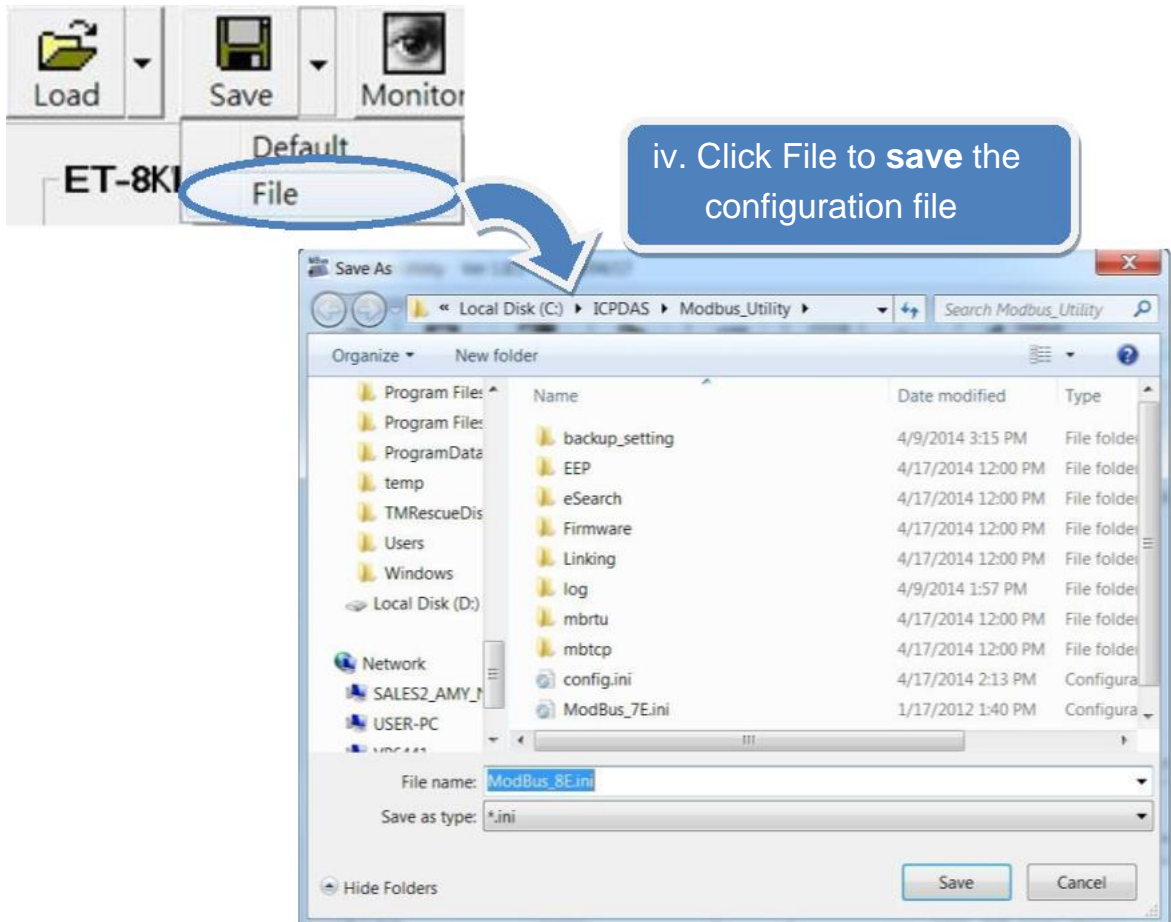 Load Save Monitor
Default
File
ET-8K
iv. Click File to save the
configuration file
Save As
« Local Disk (C:) ▸ ICPDAS ▸ Modbus_Utility ▸ Search Modbus_Utility
Organize New folder
Name Date modified Type
Program Files
Program Files
ProgramData
temp
TMRescueDis
Users
Windows
Local Disk (D:)
Network
SALES2_AMY_
USER-PC
backup_setting 4/9/2014 3:15 PM File folder
EEP 4/17/2014 12:00 PM File folder
eSearch 4/17/2014 12:00 PM File folder
Firmware 4/17/2014 12:00 PM File folder
Linking 4/17/2014 12:00 PM File folder
log 4/9/2014 1:57 PM File folder
mbrtu 4/17/2014 12:00 PM File folder
mbtcp 4/17/2014 12:00 PM File folder
config.ini 4/17/2014 2:13 PM Configura
ModBus_7E.ini 1/17/2012 1:40 PM Configura
File name: ModBus_8E.ini
Save as type: *.ini
Hide Folders Save Cancel